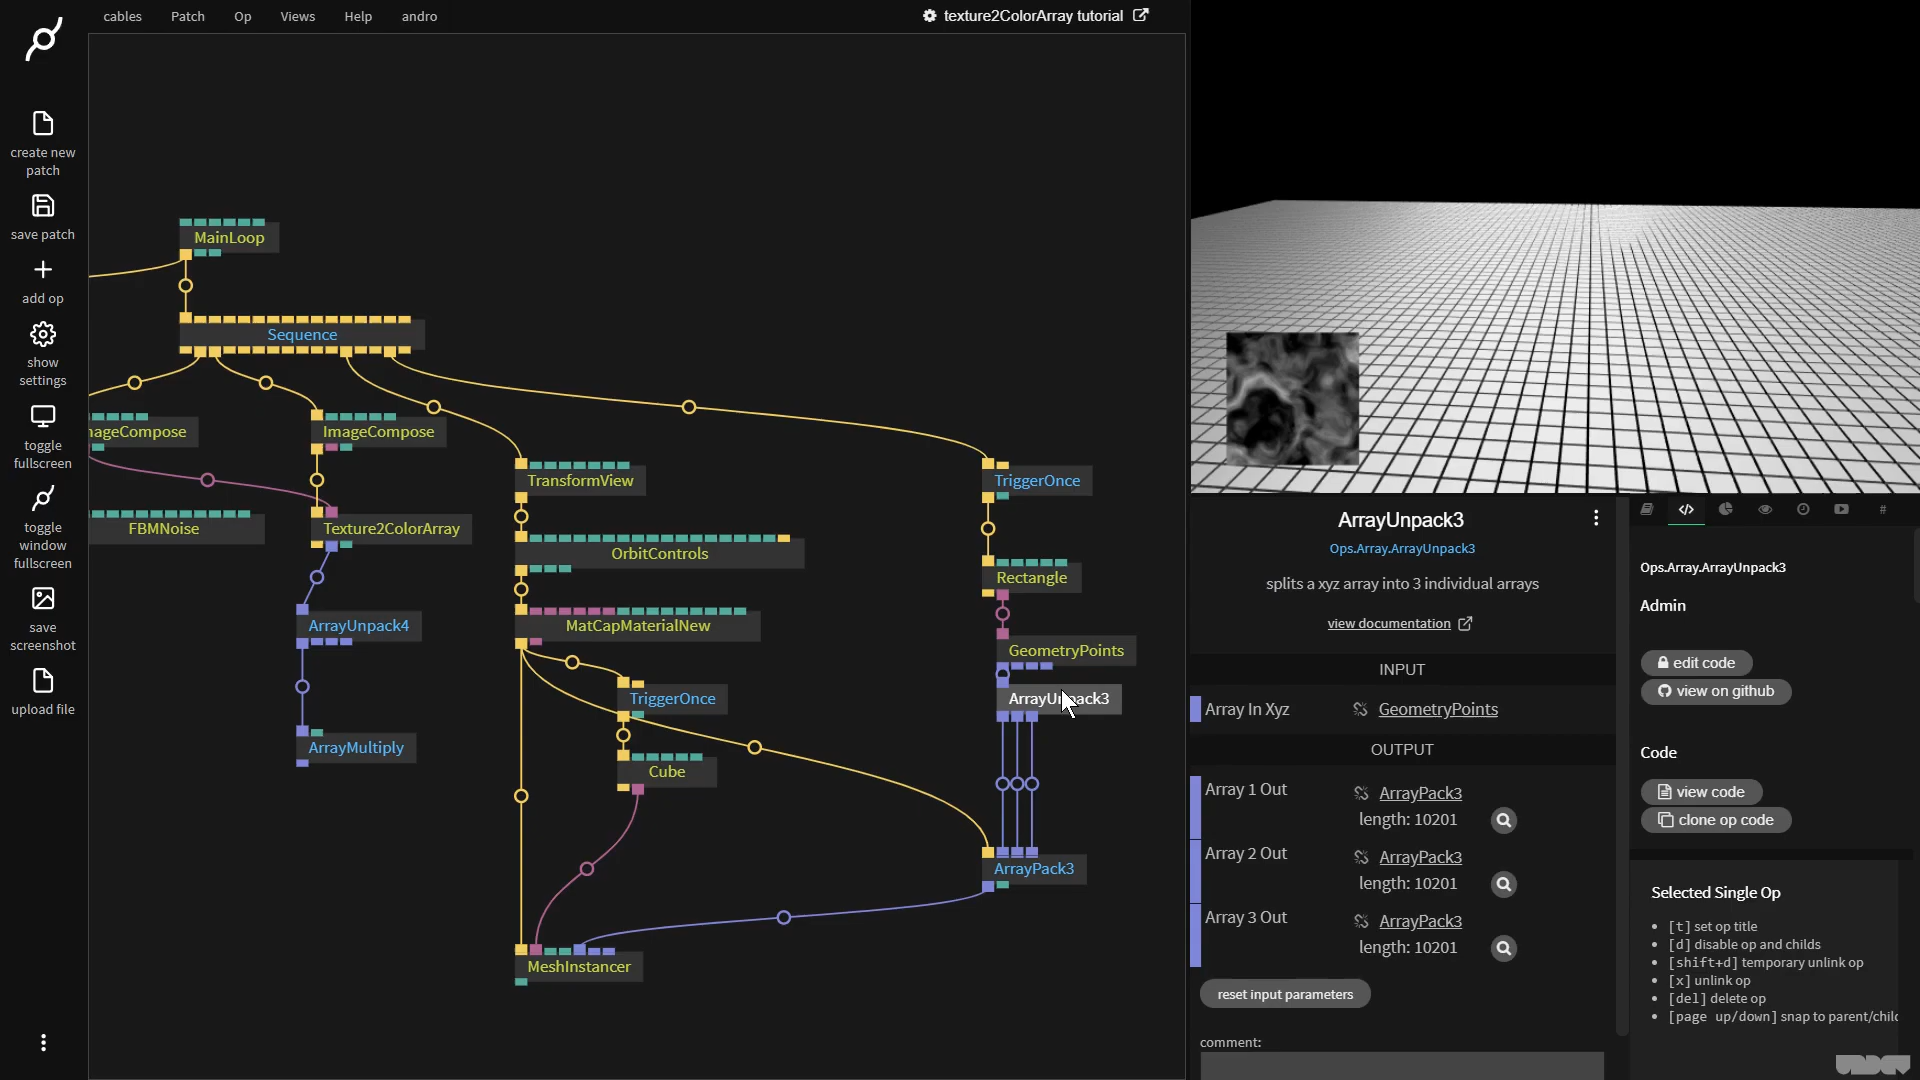 cables Patch Op Views Help andro
texture2ColorArray tutorial
create new
patch
save patch
add op
show
settings
toggle
fullscreen
toggle
window
fullscreen
save
screenshot
upload file
MainLoop
Sequence
ImageCompose
TransformView
TriggerOnce
FBMNoise
Texture2ColorArray
OrbitControls
Rectangle
ArrayUnpack4
MatCapMaterialNew
GeometryPoints
TriggerOnce
ArrayMultiply
Cube
ArrayPack3
MeshInstancer
ArrayUnpack3
Ops.Array.ArrayUnpack3
splits a xyz array into 3 individual arrays
view documentation
INPUT
Array In Xyz GeometryPoints
OUTPUT
Array 1 Out ArrayPack3
length: 10201
Array 2 Out ArrayPack3
length: 10201
Array 3 Out ArrayPack3
length: 10201
reset input parameters
comment:
Ops.Array.ArrayUnpack3
Admin
edit code
view on github
Code
view code
clone op code
Selected Single Op
[t] set op title
[d] disable op and childs
[shift+d] temporary unlink op
[x] unlink op
[del] delete op
[page up/down] snap to parent/chilc